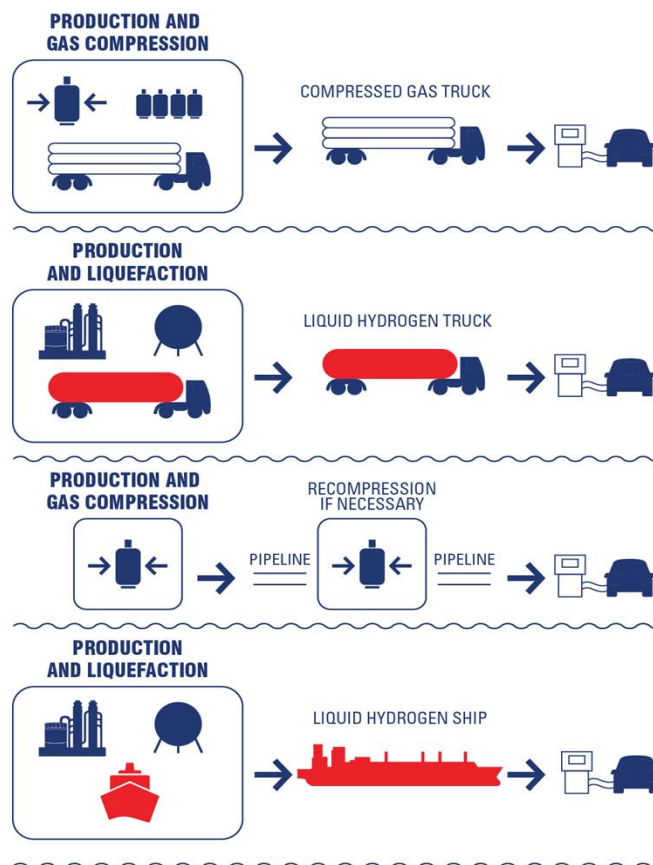 PRODUCTION AND
GAS COMPRESSION
COMPRESSED GAS TRUCK
PRODUCTION
AND LIQUEFACTION
LIQUID HYDROGEN TRUCK
PRODUCTION AND
GAS COMPRESSION
RECOMPRESSION
IF NECESSARY
PIPELINE
PIPELINE
PRODUCTION
AND LIQUEFACTION
LIQUID HYDROGEN SHIP